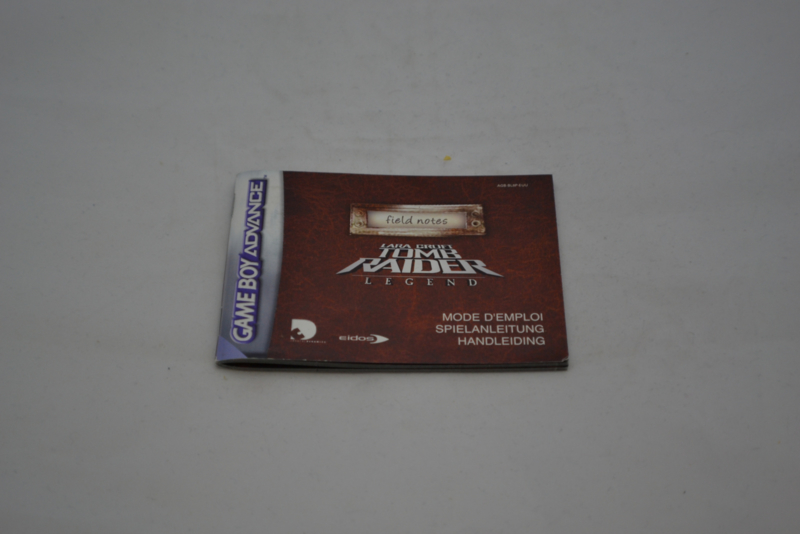 GAME BOY ADVANCE
field notes
LARA CROFT
TOMB
RAIDER
LEGEND
MODE D'EMPLOI
SPIELANLEITUNG
HANDLEIDING
eidos